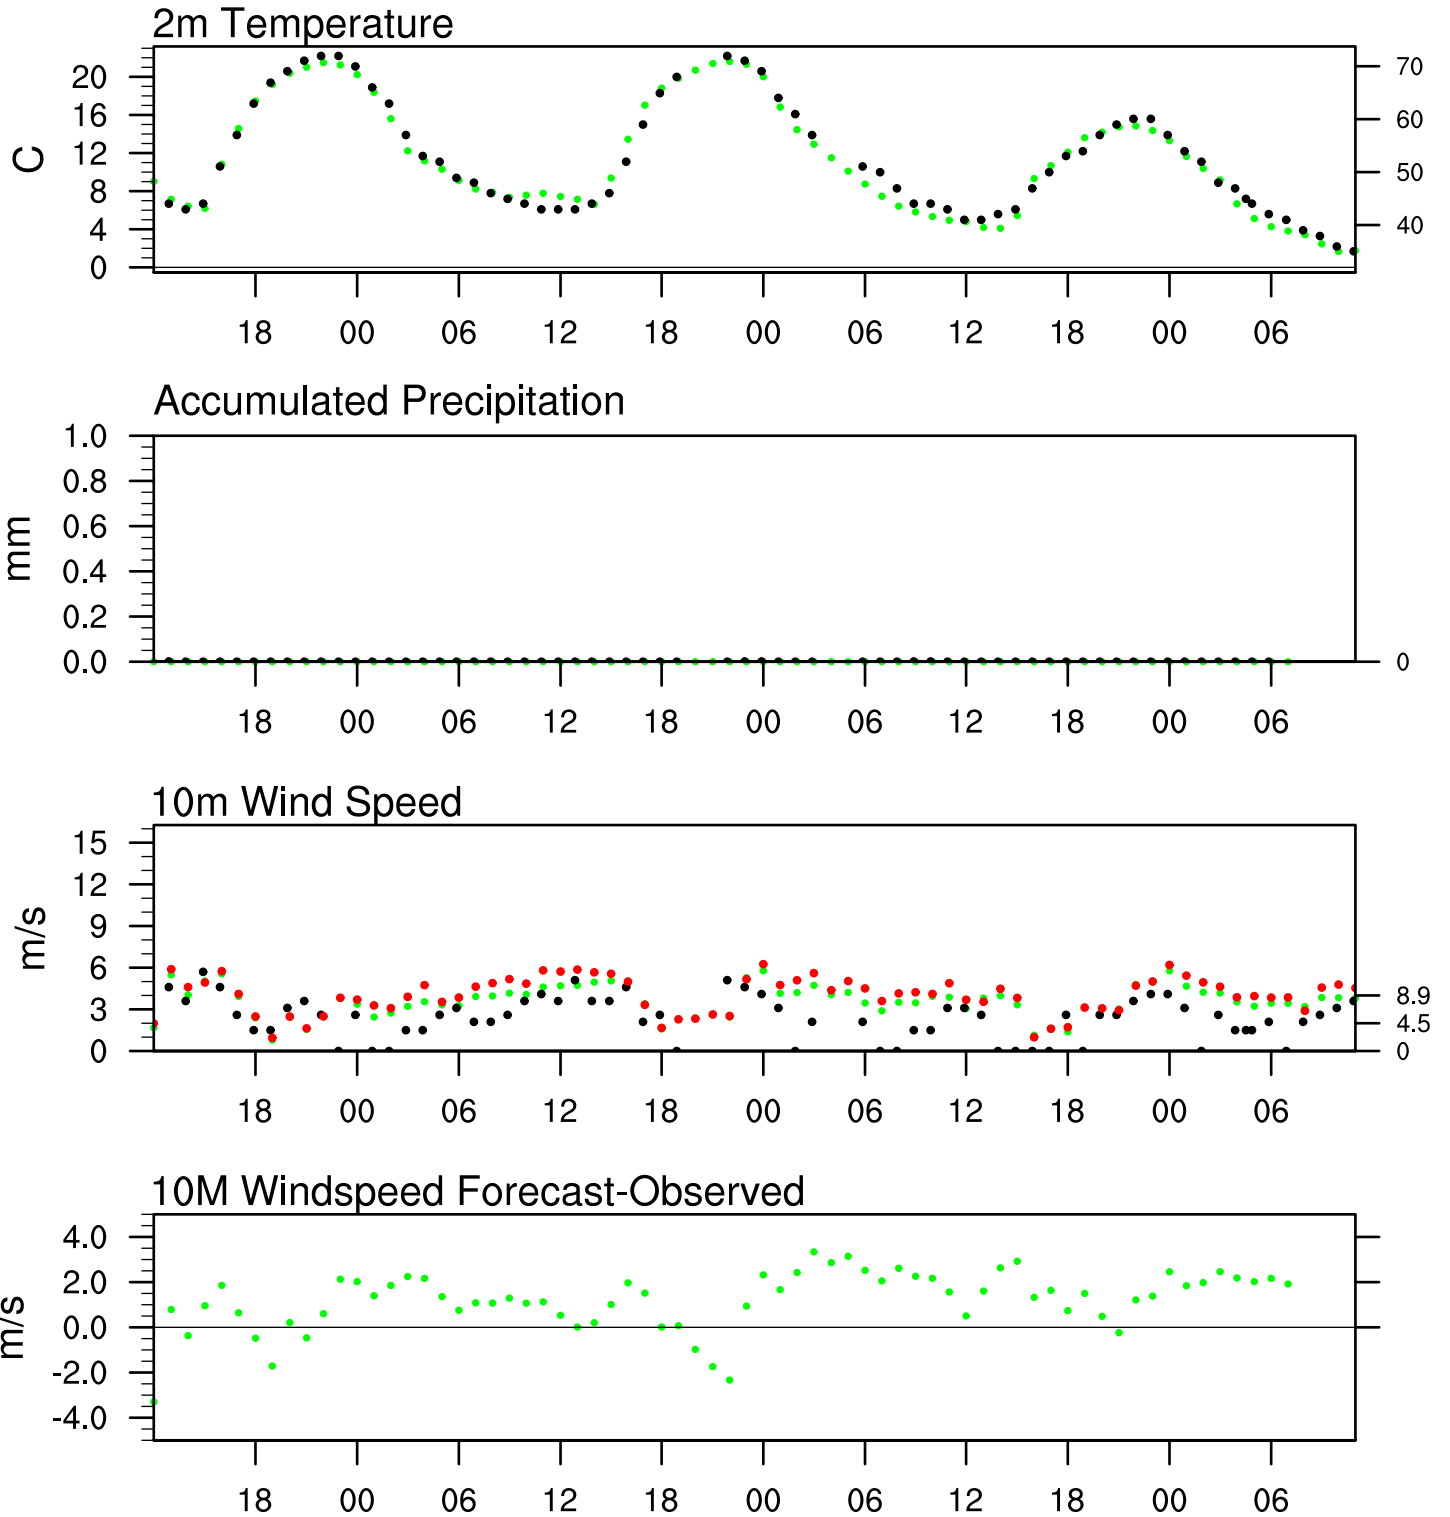 2m Temperature
C
20
16
12
8
4
0
70
60
50
40
18 00 06 12 18 00 06 12 18 00 06
Accumulated Precipitation
mm
1.0
0.8
0.6
0.4
0.2
0.0
0
18 00 06 12 18 00 06 12 18 00 06
10m Wind Speed
m/s
15
12
9
6
3
0
8.9
4.5
0
18 00 06 12 18 00 06 12 18 00 06
10M Windspeed Forecast-Observed
m/s
4.0
2.0
0.0
-2.0
-4.0
18 00 06 12 18 00 06 12 18 00 06